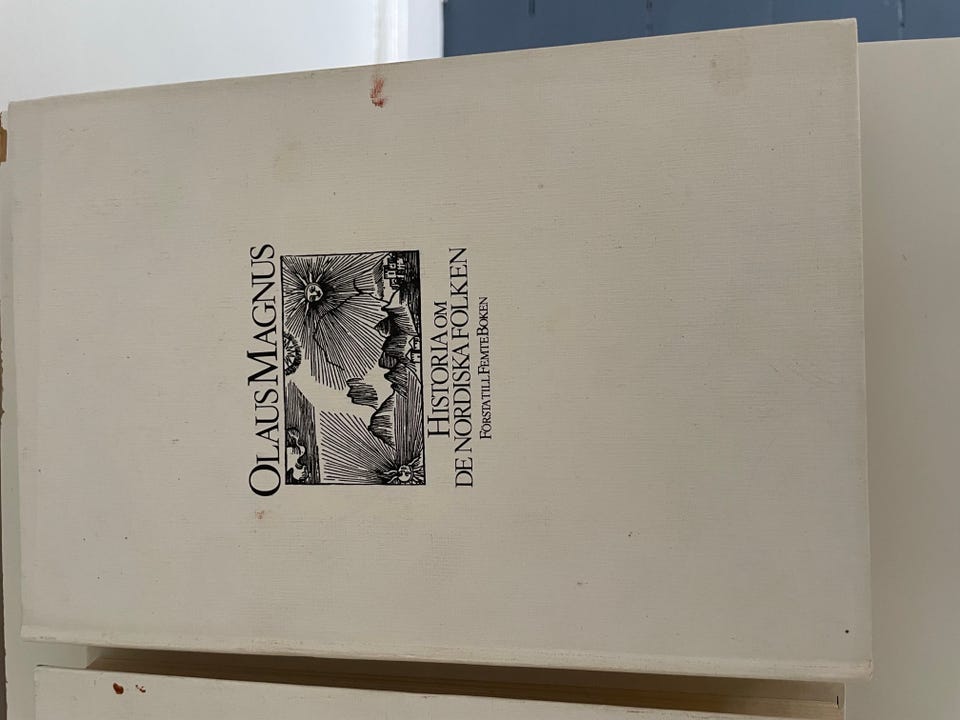 OLAUS MAGNUS
HISTORIA OM
DE NORDISKA FOLKEN
FÖRSTA TILL FEMTE BOKEN